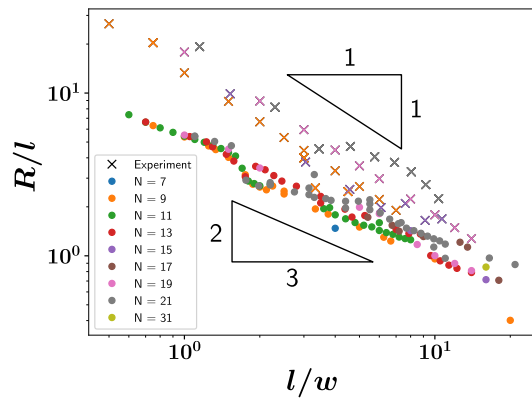 R/l
10¹
10⁰
1
1
2
3
Experiment
N = 7
N = 9
N = 11
N = 13
N = 15
N = 17
N = 19
N = 21
N = 31
10⁰
10¹
l/w